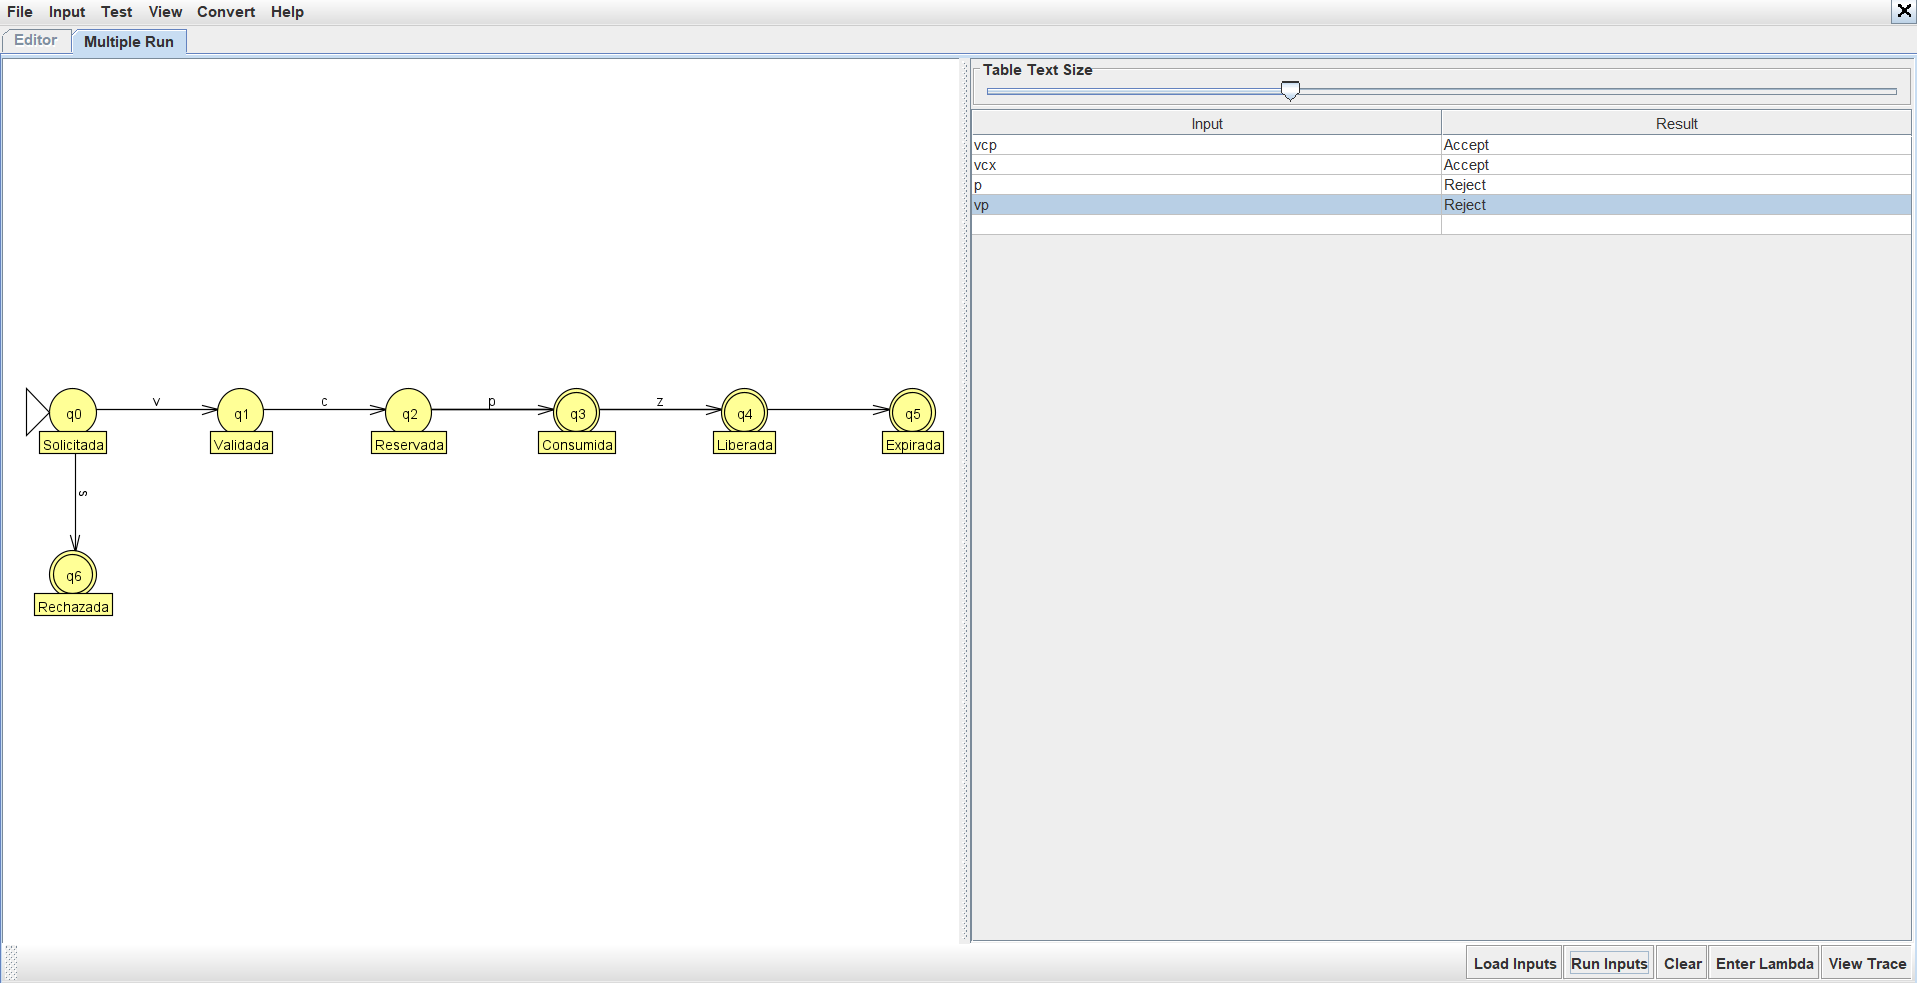 File Input Test View Convert Help
Editor Multiple Run
Table Text Size
Input Result
vcp Accept
vcx Accept
p Reject
vp Reject
v c p z
q0 q1 q2 q3 q4 q5
Solicitada Validada Reservada Consumida Liberada Expirada
s
q6
Rechazada
Load Inputs Run Inputs Clear Enter Lambda View Trace